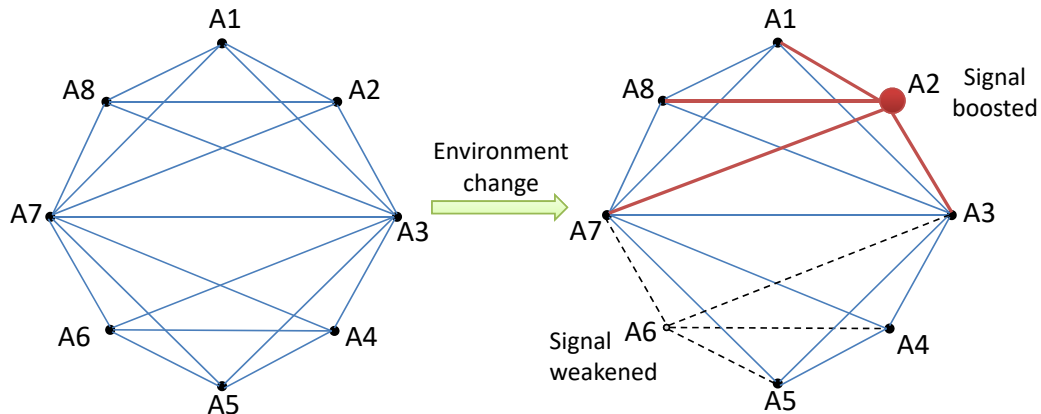 A1
A8
A2
A7
A3
A6
A4
A5
Environment
change
A1
A8
A2
Signal
boosted
A7
A3
A6
A4
Signal
weakened
A5